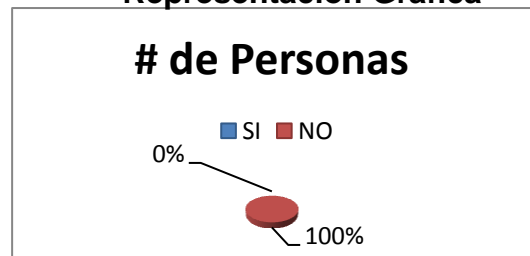 Representación Gráfica
# de Personas
SI NO
0%
100%